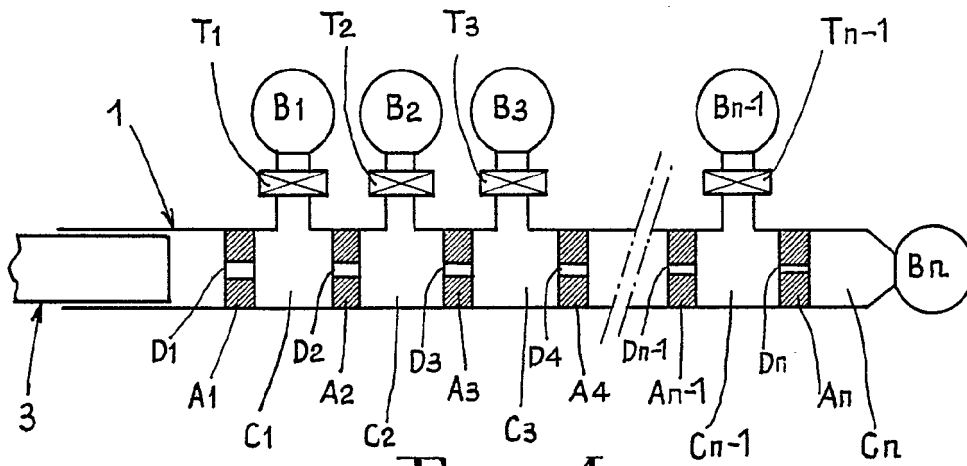 T1 T2 T3 Tn-1
B1 B2 B3 Bn-1
1
Bn
D1 D2 D3 D4 Dn-1 Dn
3 A1 A2 A3 A4 An-1 An
C1 C2 C3 Cn-1 Cn